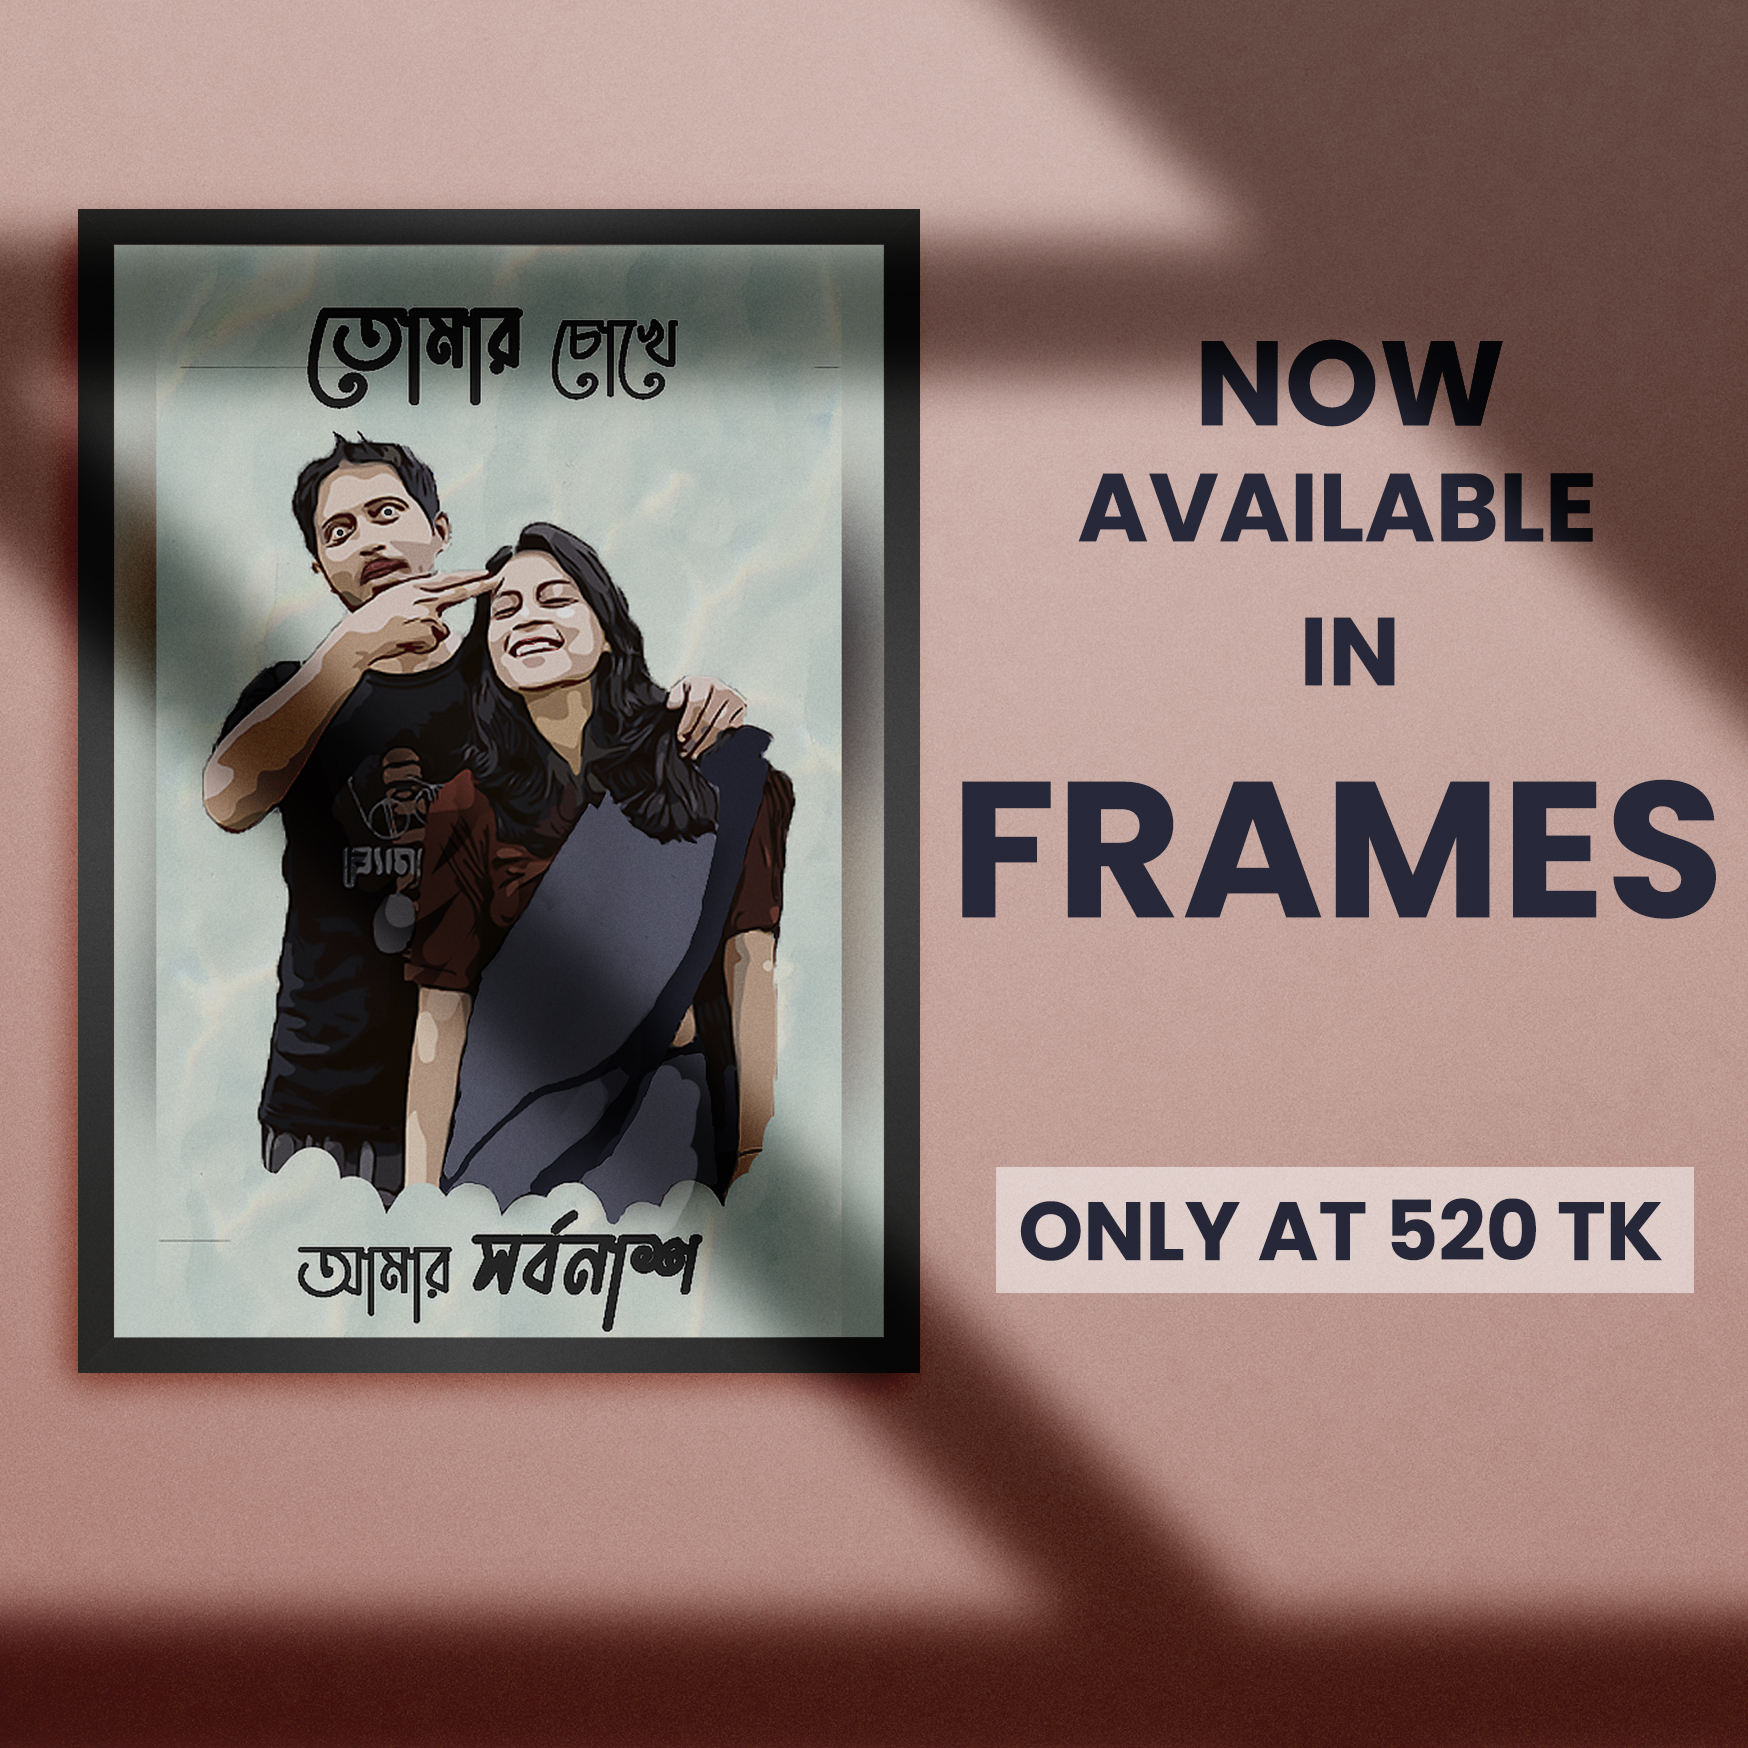 তোমার চোখে
আমার সর্বনাশ
NOW
AVAILABLE
IN
FRAMES
ONLY AT 520 TK